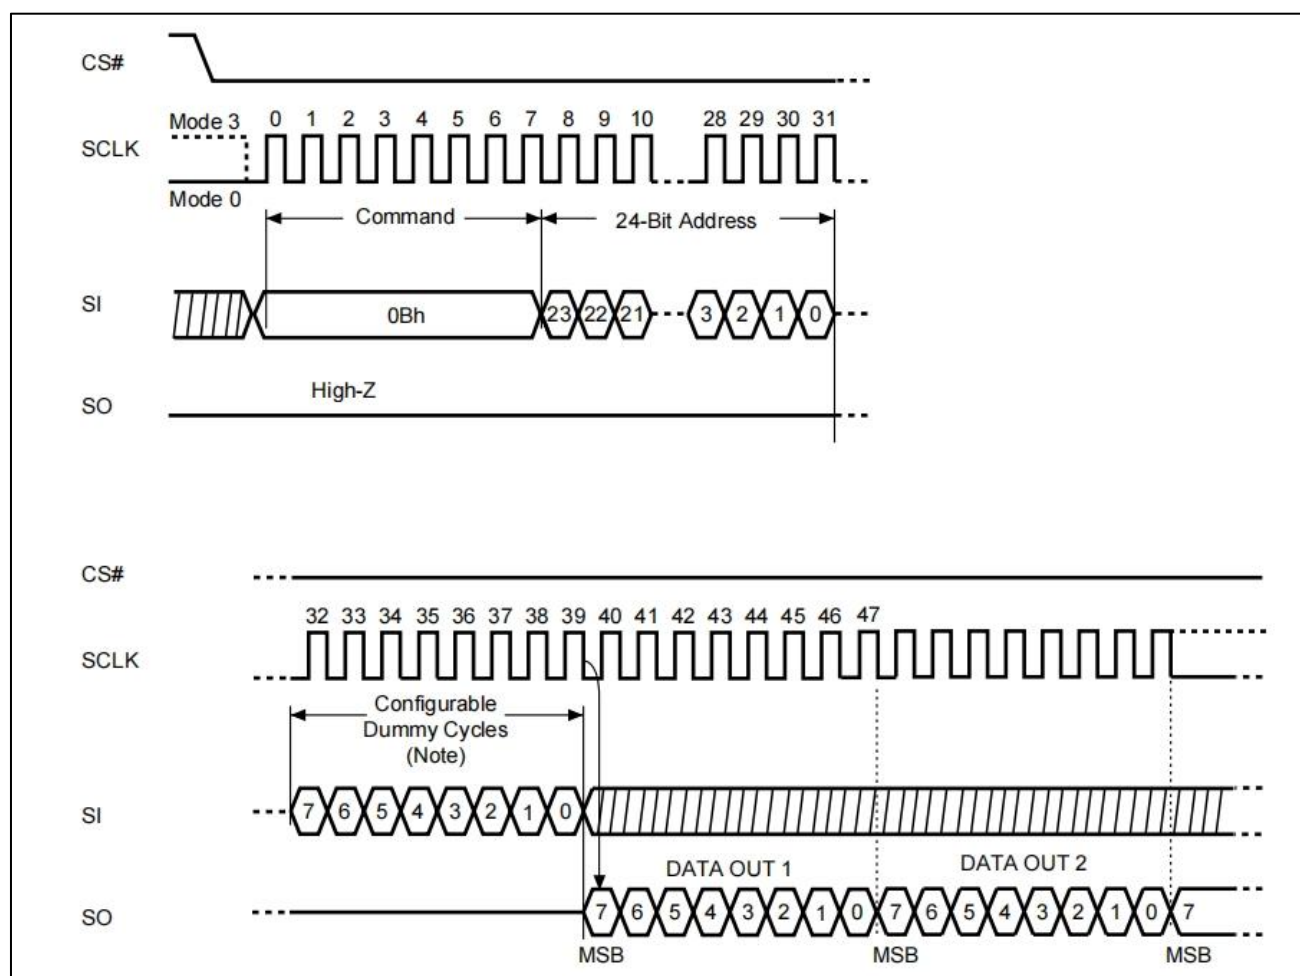 CS#
Mode 3 0 1 2 3 4 5 6 7 8 9 10 28 29 30 31
SCLK
Mode 0
Command 24-Bit Address
SI 0Bh 23 22 21 3 2 1 0
High-Z
SO
CS#
32 33 34 35 36 37 38 39 40 41 42 43 44 45 46 47
SCLK
Configurable
Dummy Cycles
(Note)
SI 7 6 5 4 3 2 1 0
DATA OUT 1 DATA OUT 2
SO 7 6 5 4 3 2 1 0 7 6 5 4 3 2 1 0 7
MSB MSB MSB